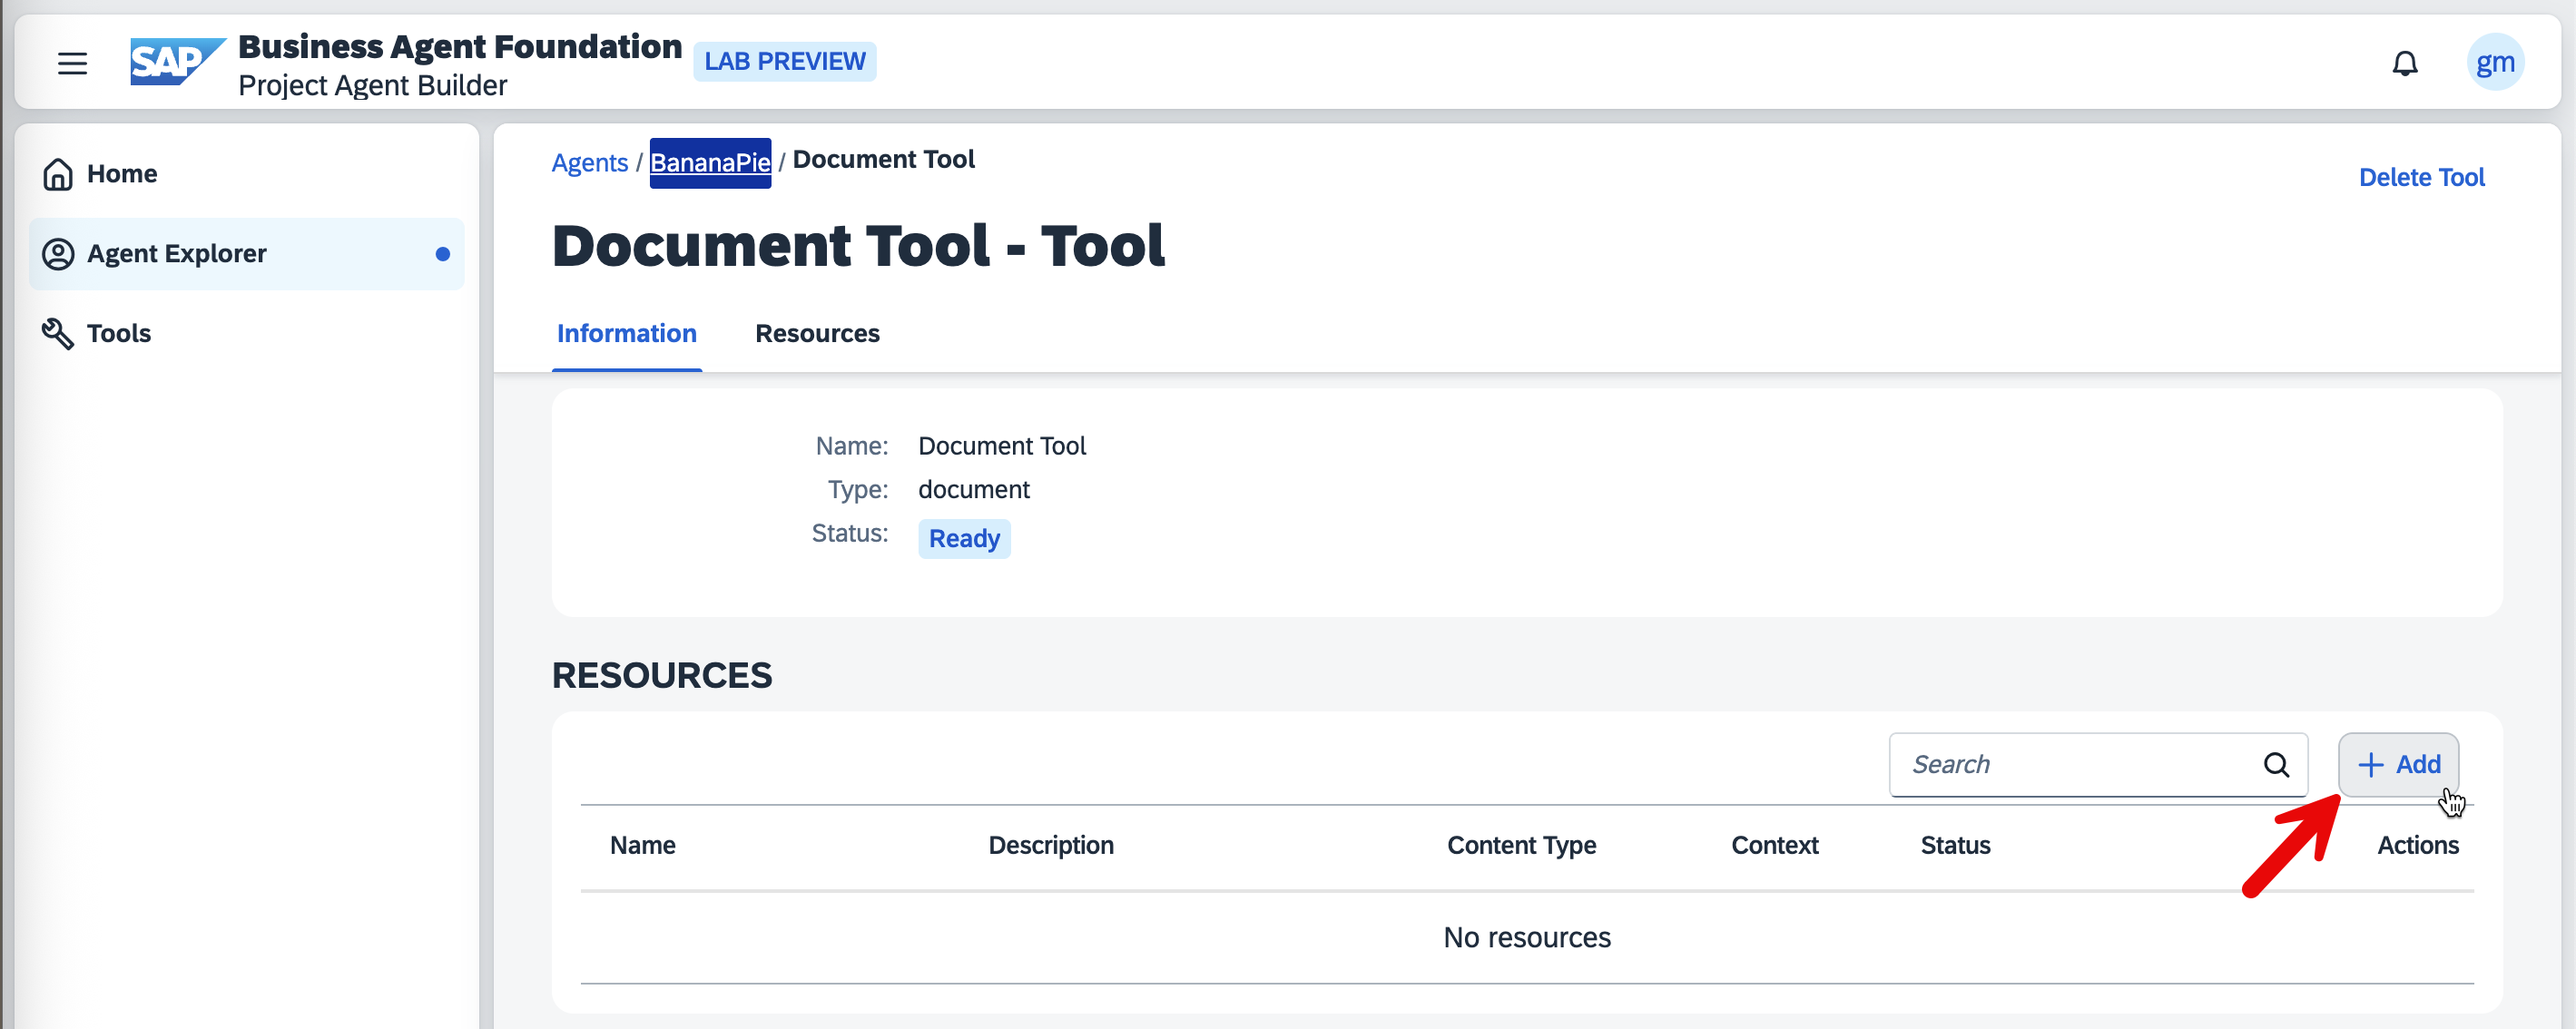 SAP
Business Agent Foundation
Project Agent Builder
LAB PREVIEW
gm
Home
Agent Explorer
Tools
Agents / BananaPie / Document Tool
Delete Tool
Document Tool - Tool
Information Resources
Name: Document Tool
Type: document
Status: Ready
RESOURCES
Search
+ Add
Name Description Content Type Context Status Actions
No resources